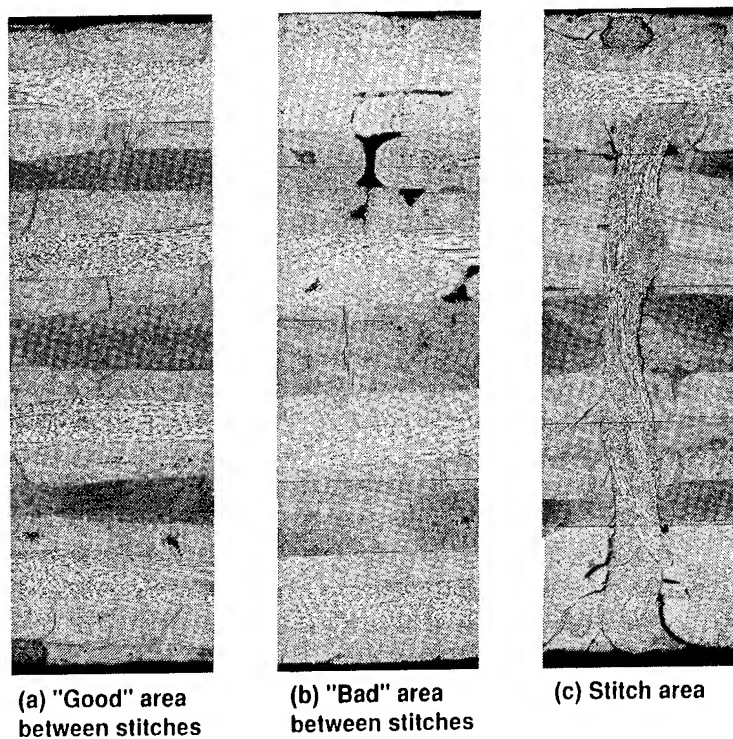 (a) "Good" area
between stitches
(b) "Bad" area
between stitches
(c) Stitch area